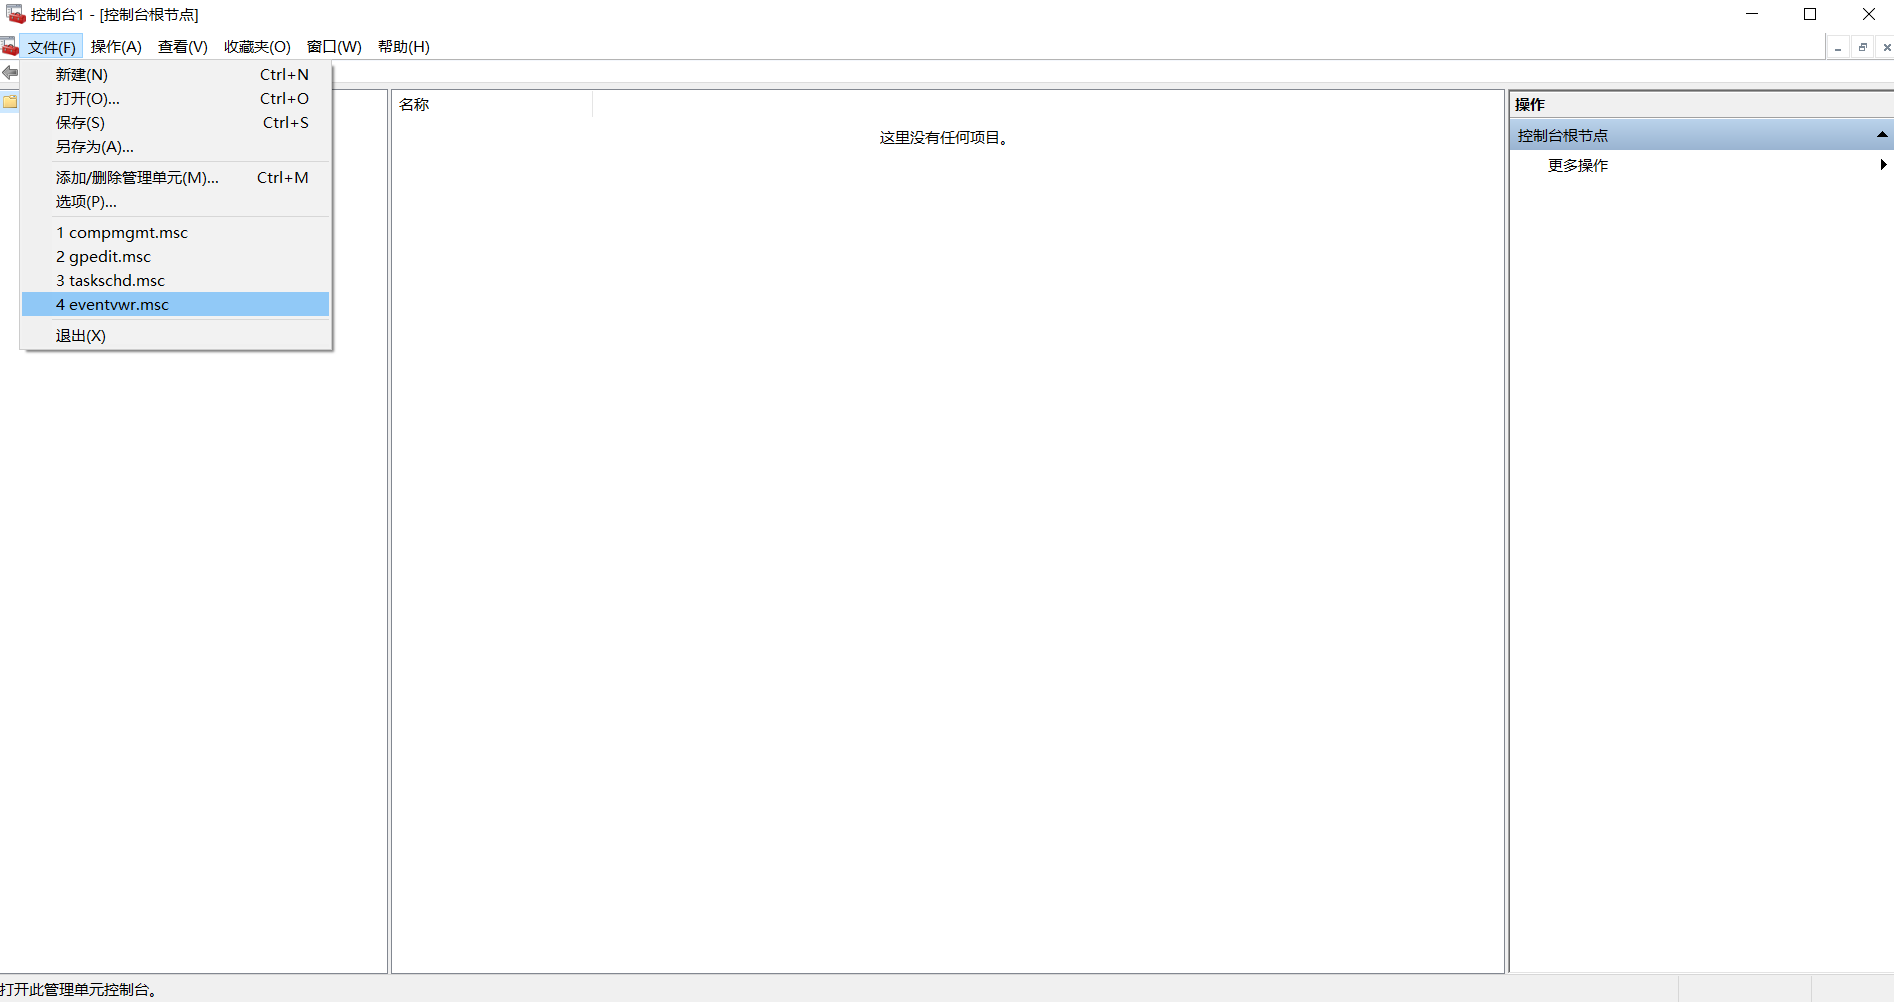 控制台1 - [控制台根节点]
文件(F) 操作(A) 查看(V) 收藏夹(O) 窗口(W) 帮助(H)
新建(N) Ctrl+N
打开(O)... Ctrl+O
保存(S) Ctrl+S
另存为(A)...
添加/删除管理单元(M)... Ctrl+M
选项(P)...
1 compmgmt.msc
2 gpedit.msc
3 taskschd.msc
4 eventvwr.msc
退出(X)
名称
这里没有任何项目。
操作
控制台根节点
更多操作
打开此管理单元控制台。